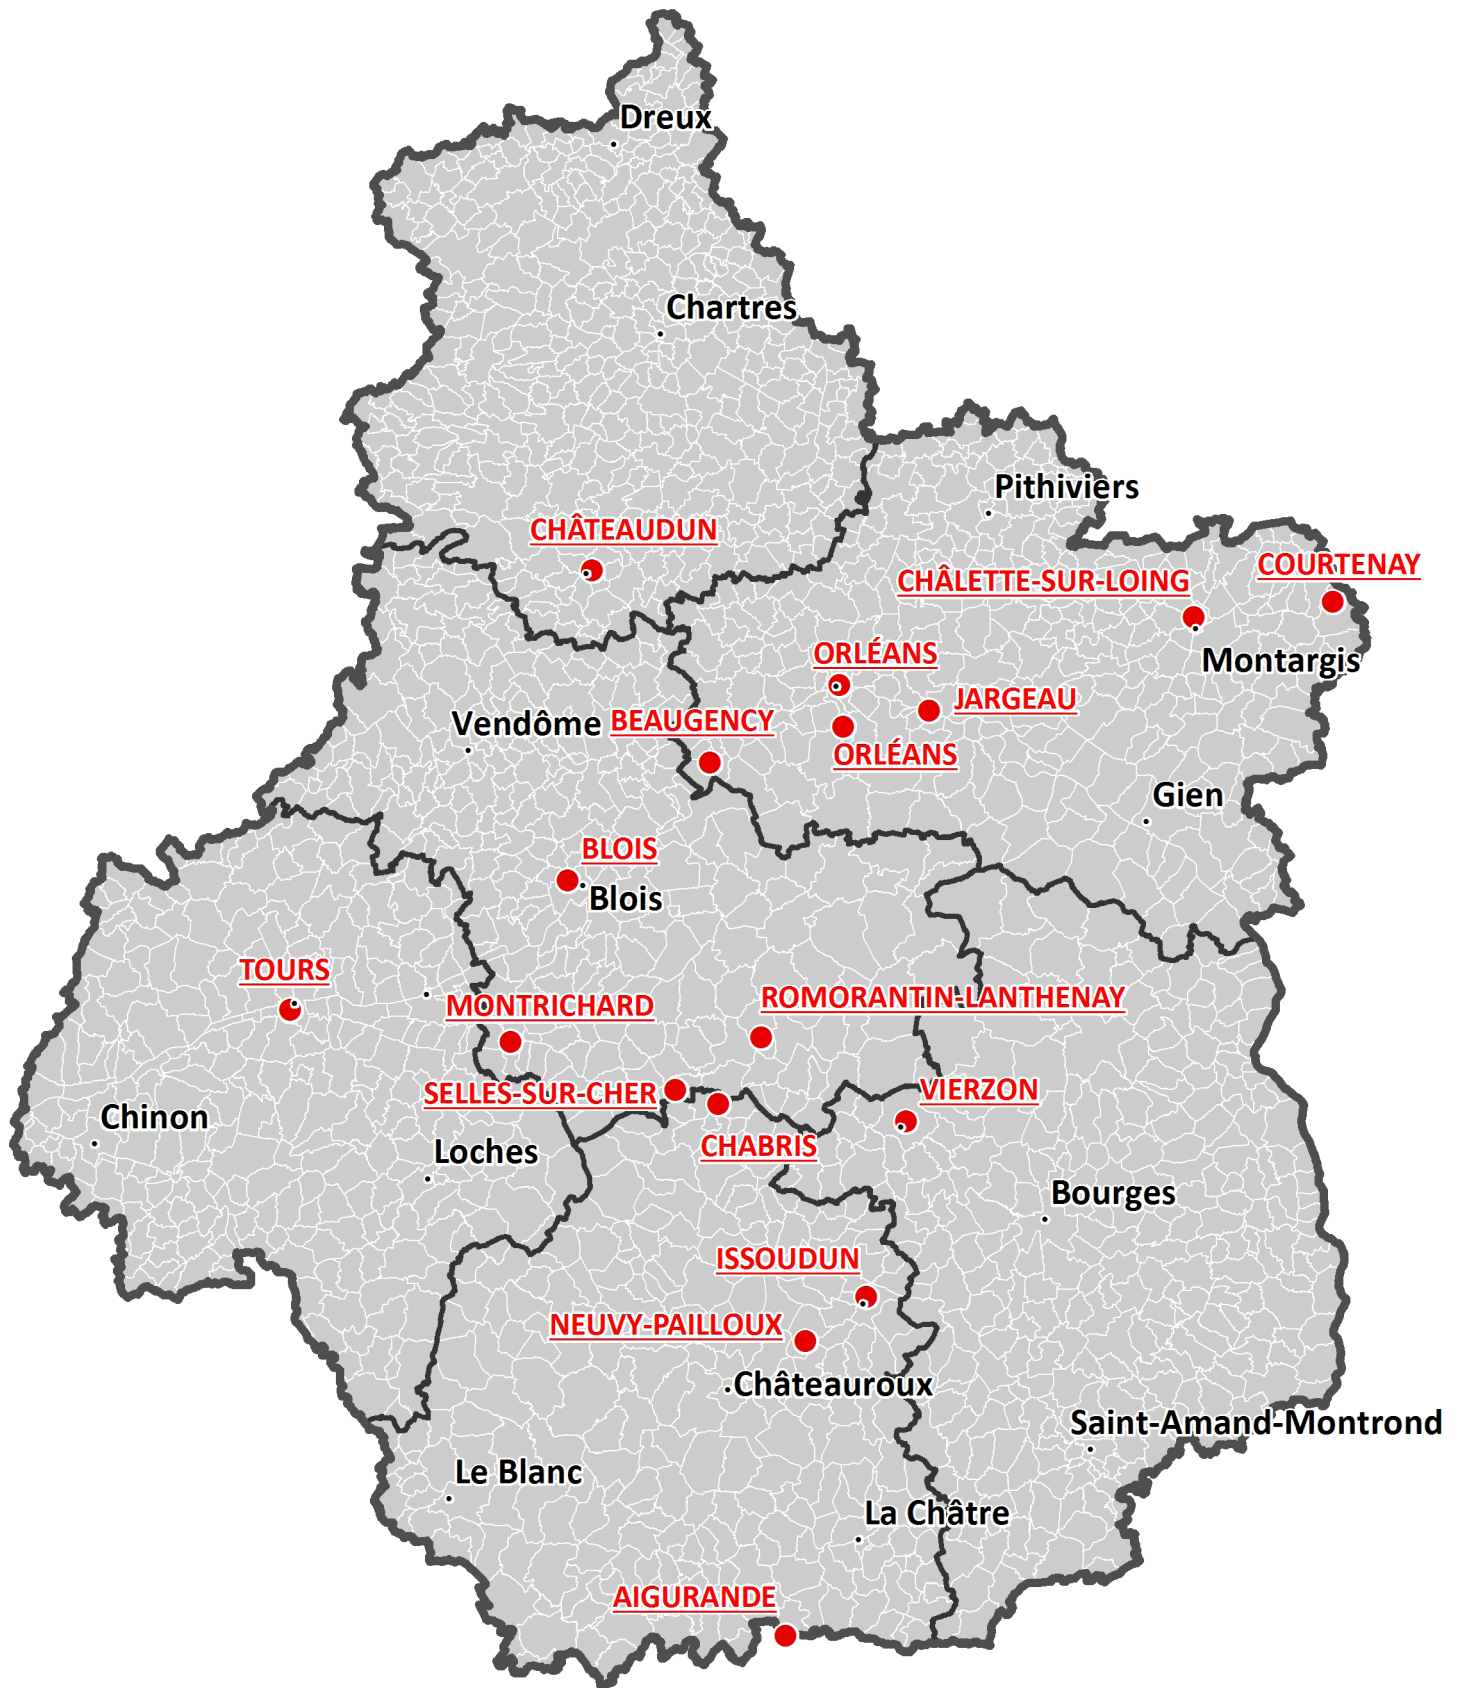 Dreux
Chartres
Pithiviers
CHÂTEAUDUN
COURTENAY
CHÂLETTE-SUR-LOING
ORLÉANS
Montargis
JARGEAU
Vendôme
BEAUGENCY
ORLÉANS
Gien
BLOIS
Blois
TOURS
MONTRICHARD
ROMORANTIN-LANTHENAY
SELLES-SUR-CHER
VIERZON
Chinon
Loches
CHABRIS
Bourges
ISSOUDUN
NEUVY-PAILLOUX
Châteauroux
Saint-Amand-Montrond
Le Blanc
La Châtre
AIGURANDE